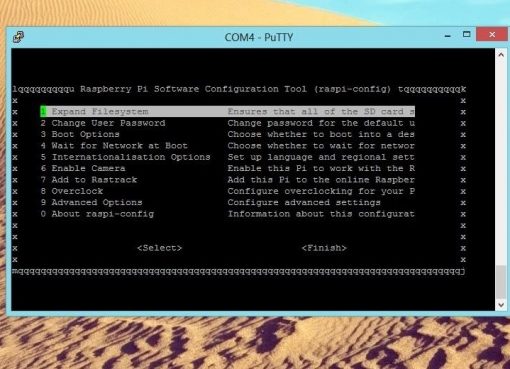 COM4 - PuTTY
lqqqqqqqqqu Raspberry Pi Software Configuration Tool (raspi-config) tqqqqqqqqqk
x x
x 1 Expand Filesystem Ensures that all of the SD card s x
x 2 Change User Password Change password for the default u x
x 3 Boot Options Choose whether to boot into a des x
x 4 Wait for Network at Boot Choose whether to wait for networ x
x 5 Internationalisation Options Set up language and regional sett x
x 6 Enable Camera Enable this Pi to work with the R x
x 7 Add to Rastrack Add this Pi to the online Raspber x
x 8 Overclock Configure overclocking for your P x
x 9 Advanced Options Configure advanced settings x
x 0 About raspi-config Information about this configurat x
x x
x x
x <Select> <Finish> x
x x
mqqqqqqqqqqqqqqqqqqqqqqqqqqqqqqqqqqqqqqqqqqqqqqqqqqqqqqqqqqqqqqqqqqqqqqqqqqqqqj